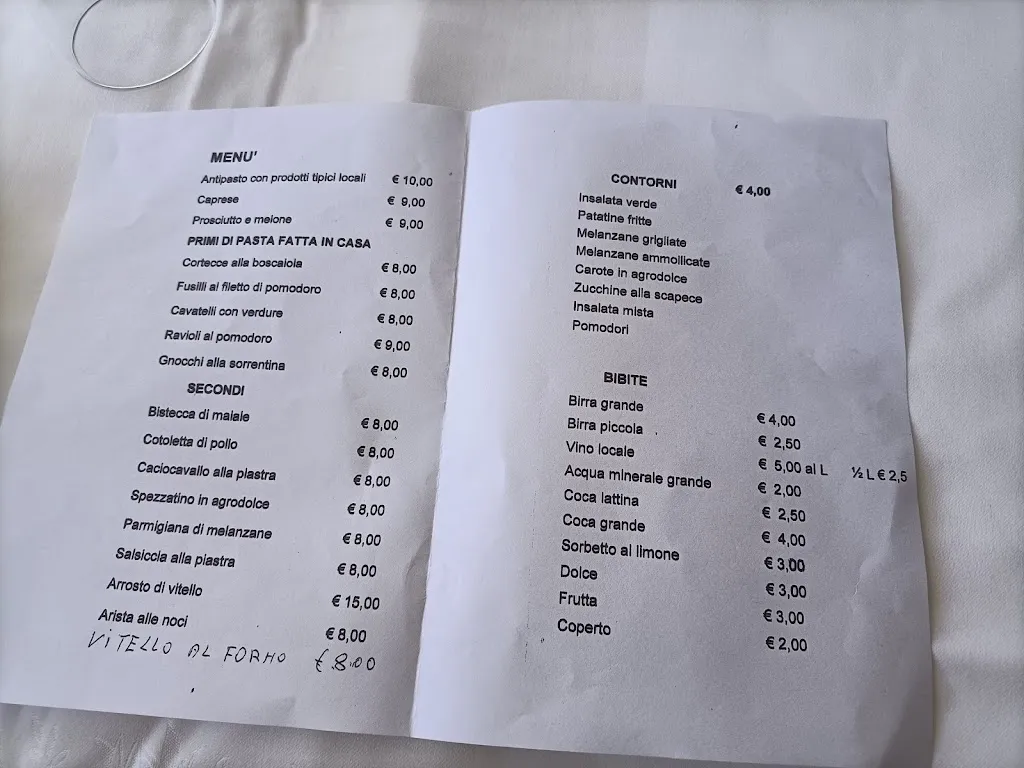 MENU'
Antipasto con prodotti tipici locali € 10,00
Caprese € 9,00
Prosciutto e melone € 9,00
PRIMI DI PASTA FATTA IN CASA
Cortecce alla boscaiola € 8,00
Fusilli al filetto di pomodoro € 8,00
Cavatelli con verdure € 8,00
Ravioli al pomodoro € 9,00
Gnocchi alla sorrentina € 8,00
SECONDI
Bistecca di maiale € 8,00
Cotoletta di pollo € 8,00
Caciocavallo alla piastra € 8,00
Spezzatino in agrodolce € 8,00
Parmigiana di melanzane € 8,00
Salsiccia alla piastra € 8,00
Arrosto di vitello € 15,00
Arista alle noci € 8,00
VITELLO AL FORNO € 8.00
CONTORNI € 4,00
Insalata verde
Patatine fritte
Melanzane grigliate
Melanzane ammollicate
Carote in agrodolce
Zucchine alla scapece
Insalata mista
Pomodori
BIBITE
Birra grande € 4,00
Birra piccola € 2,50
Vino locale € 5,00 al L ½ L € 2,5
Acqua minerale grande € 2,00
Coca lattina € 2,50
Coca grande € 4,00
Sorbetto al limone € 3,00
Dolce € 3,00
Frutta € 3,00
Coperto € 2,00